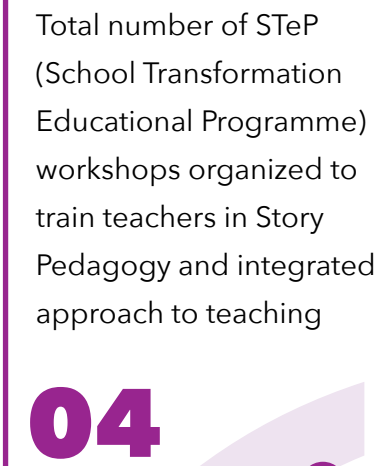 Total number of STeP
(School Transformation
Educational Programme)
workshops organized to
train teachers in Story
Pedagogy and integrated
approach to teaching
04